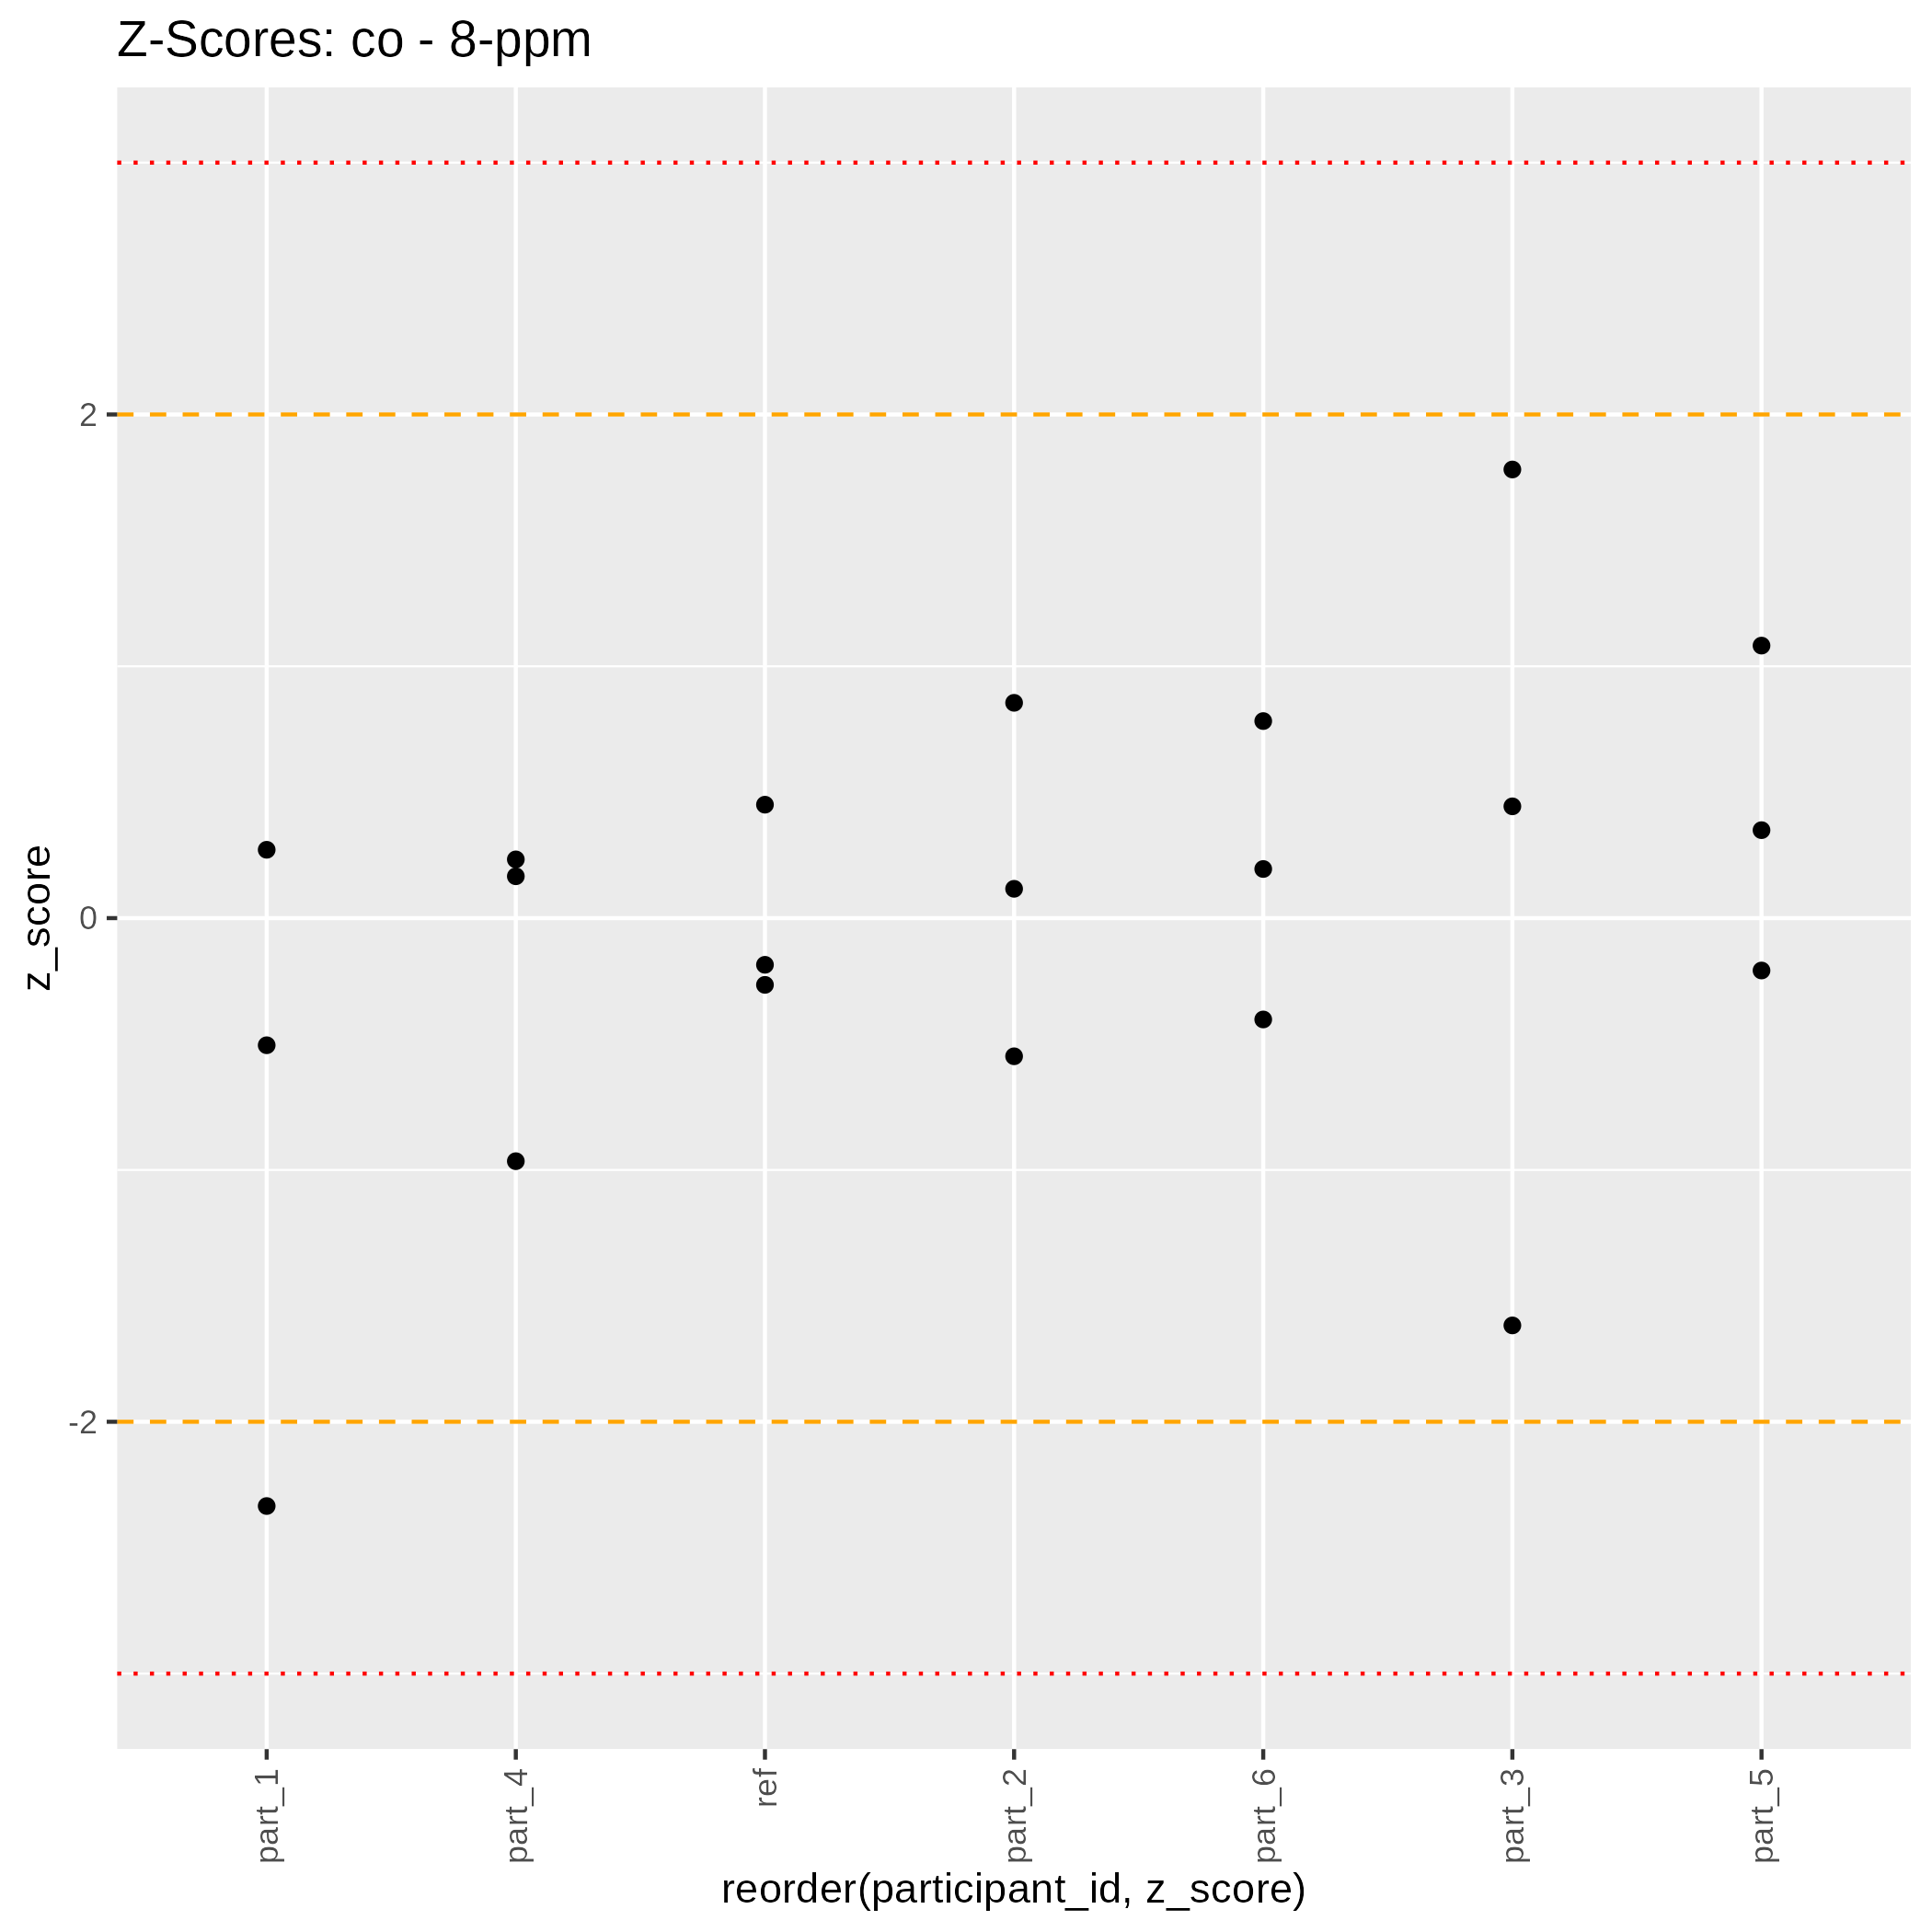 Z-Scores: co - 8-ppm
z_score
2
0
-2
part_1
part_4
ref
part_2
part_6
part_3
part_5
reorder(participant_id, z_score)